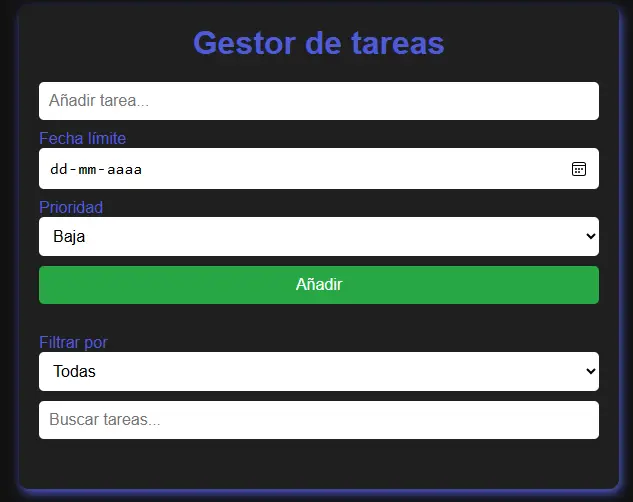 Gestor de tareas
Añadir tarea...
Fecha límite
dd-mm-aaaa
Prioridad
Baja
Añadir
Filtrar por
Todas
Buscar tareas...